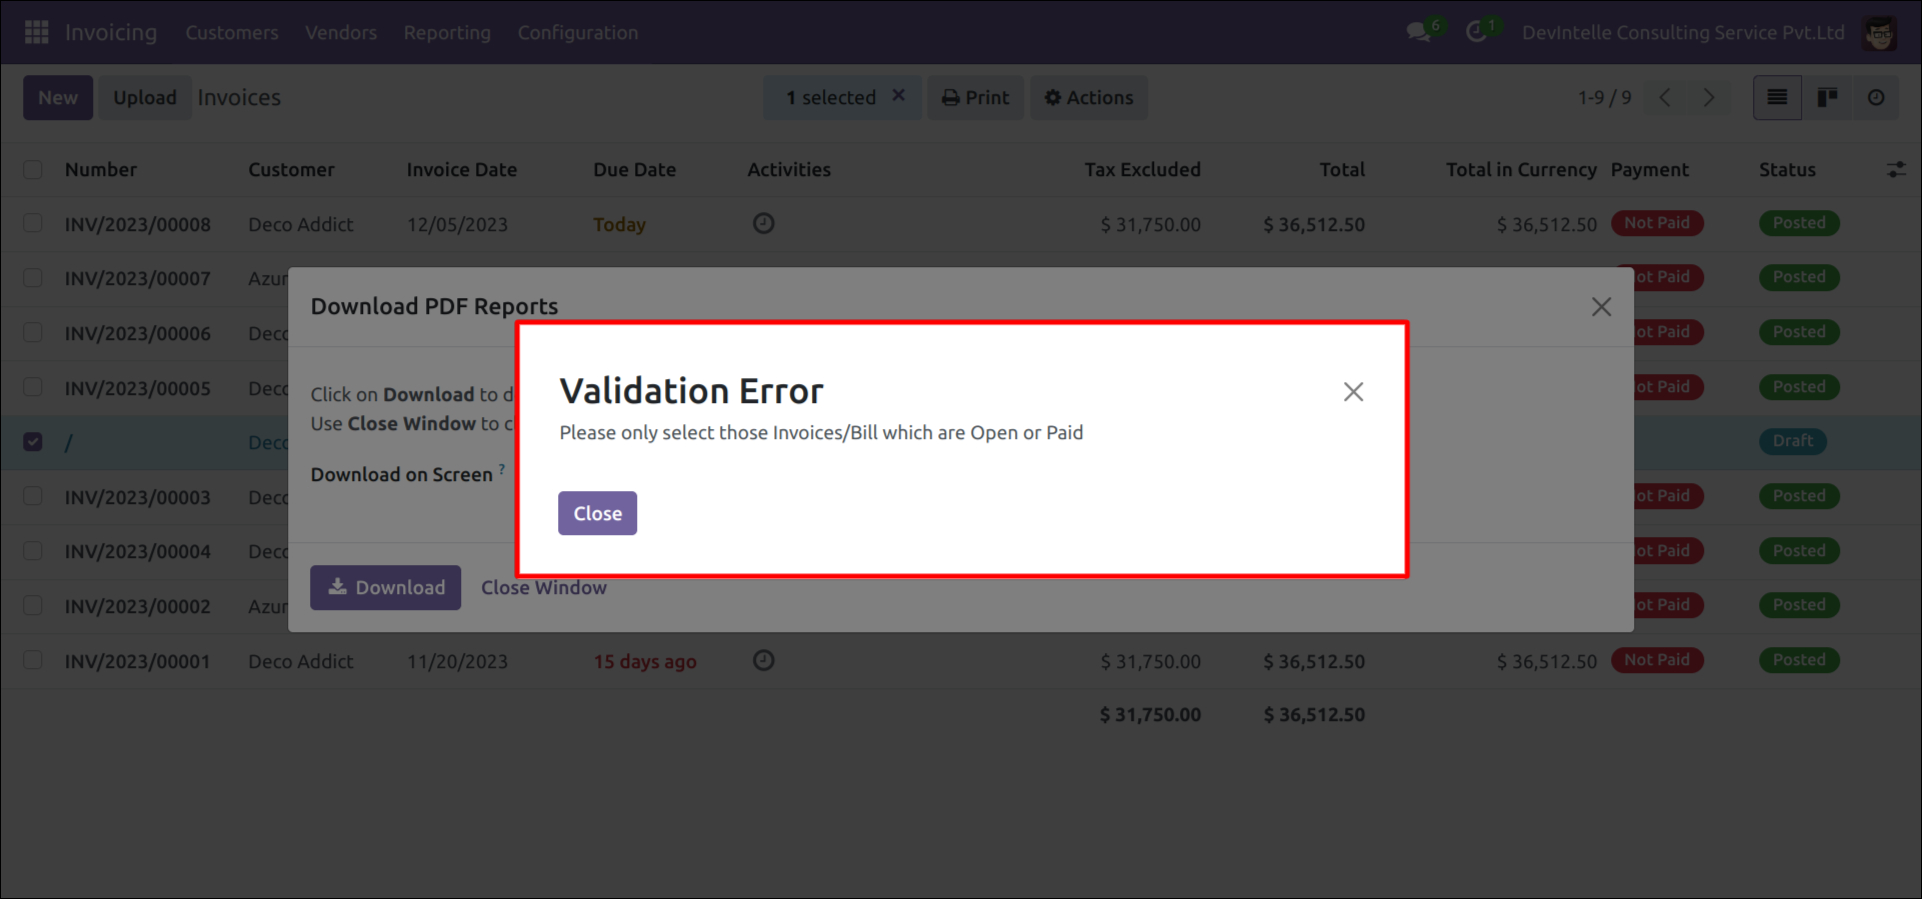 Invoicing Customers Vendors Reporting Configuration 6 1 DevIntelle Consulting Service Pvt.Ltd
New Upload Invoices 1 selected Print Actions 1-9 / 9
Number Customer Invoice Date Due Date Activities Tax Excluded Total Total in Currency Payment Status
INV/2023/00008 Deco Addict 12/05/2023 Today $ 31,750.00 $ 36,512.50 $ 36,512.50 Not Paid Posted
INV/2023/00007 Azur ot Paid Posted
INV/2023/00006 Deco ot Paid Posted
INV/2023/00005 Deco ot Paid Posted
/ Deco Draft
INV/2023/00003 Deco ot Paid Posted
INV/2023/00004 Deco ot Paid Posted
INV/2023/00002 Azur ot Paid Posted
INV/2023/00001 Deco Addict 11/20/2023 15 days ago $ 31,750.00 $ 36,512.50 $ 36,512.50 Not Paid Posted
$ 31,750.00 $ 36,512.50
Download PDF Reports
Click on Download to d
Use Close Window to c
Download on Screen ?
Download Close Window
Validation Error
Please only select those Invoices/Bill which are Open or Paid
Close